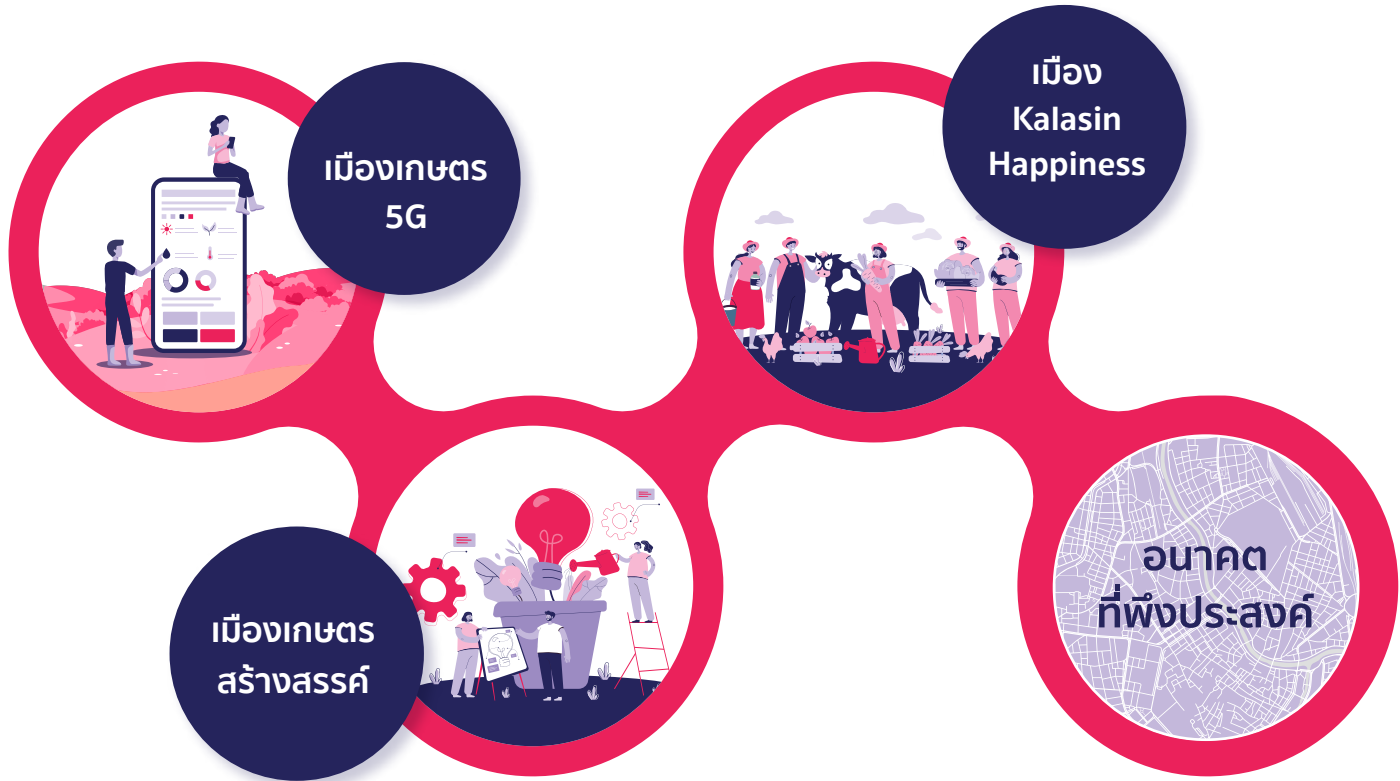 เมืองเกษตร
5G
เมืองเกษตร
สร้างสรรค์
เมือง
Kalasin
Happiness
อนาคต
ที่พึงประสงค์